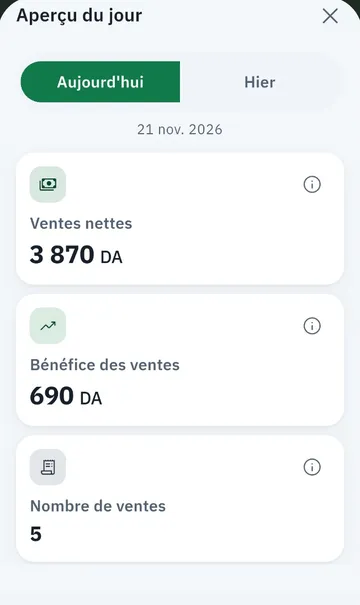 Aperçu du jour
Aujourd'hui
Hier
21 nov. 2026
Ventes nettes
3 870 DA
Bénéfice des ventes
690 DA
Nombre de ventes
5